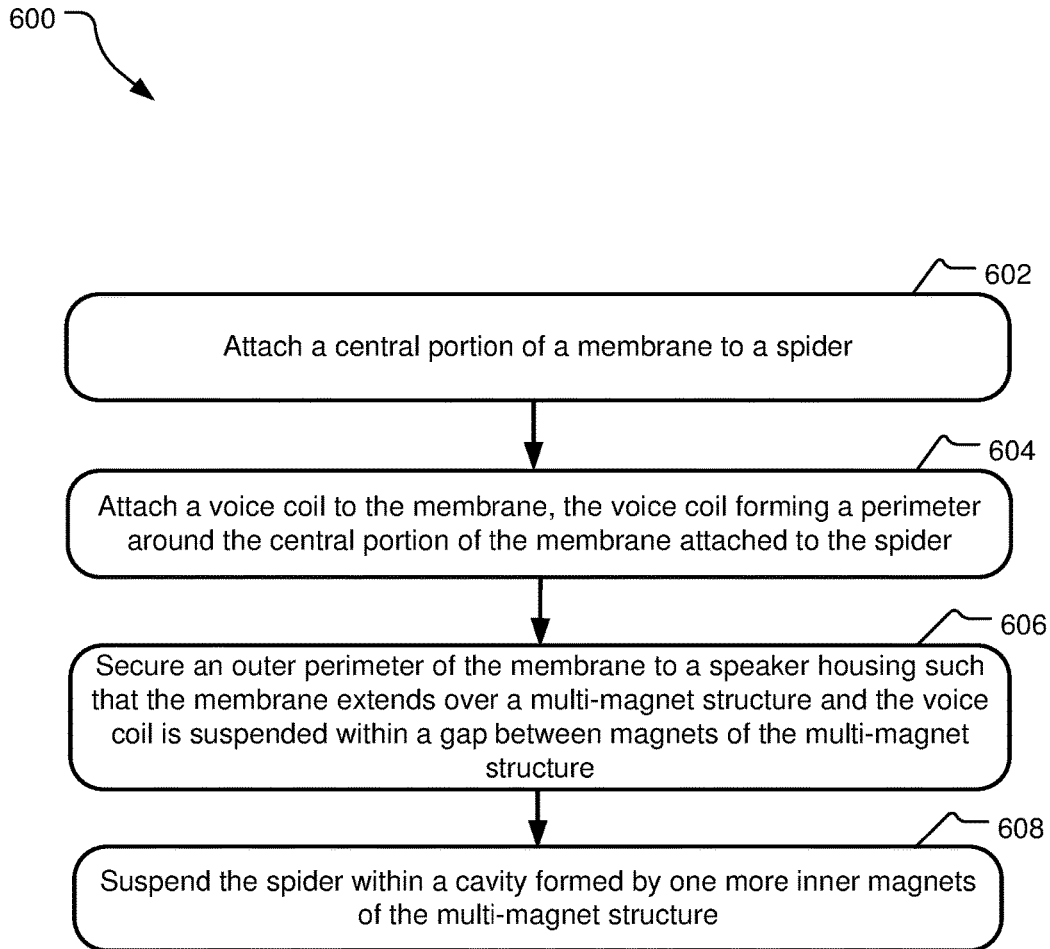 600
602
Attach a central portion of a membrane to a spider
604
Attach a voice coil to the membrane, the voice coil forming a perimeter
around the central portion of the membrane attached to the spider
606
Secure an outer perimeter of the membrane to a speaker housing such
that the membrane extends over a multi-magnet structure and the voice
coil is suspended within a gap between magnets of the multi-magnet
structure
608
Suspend the spider within a cavity formed by one more inner magnets
of the multi-magnet structure